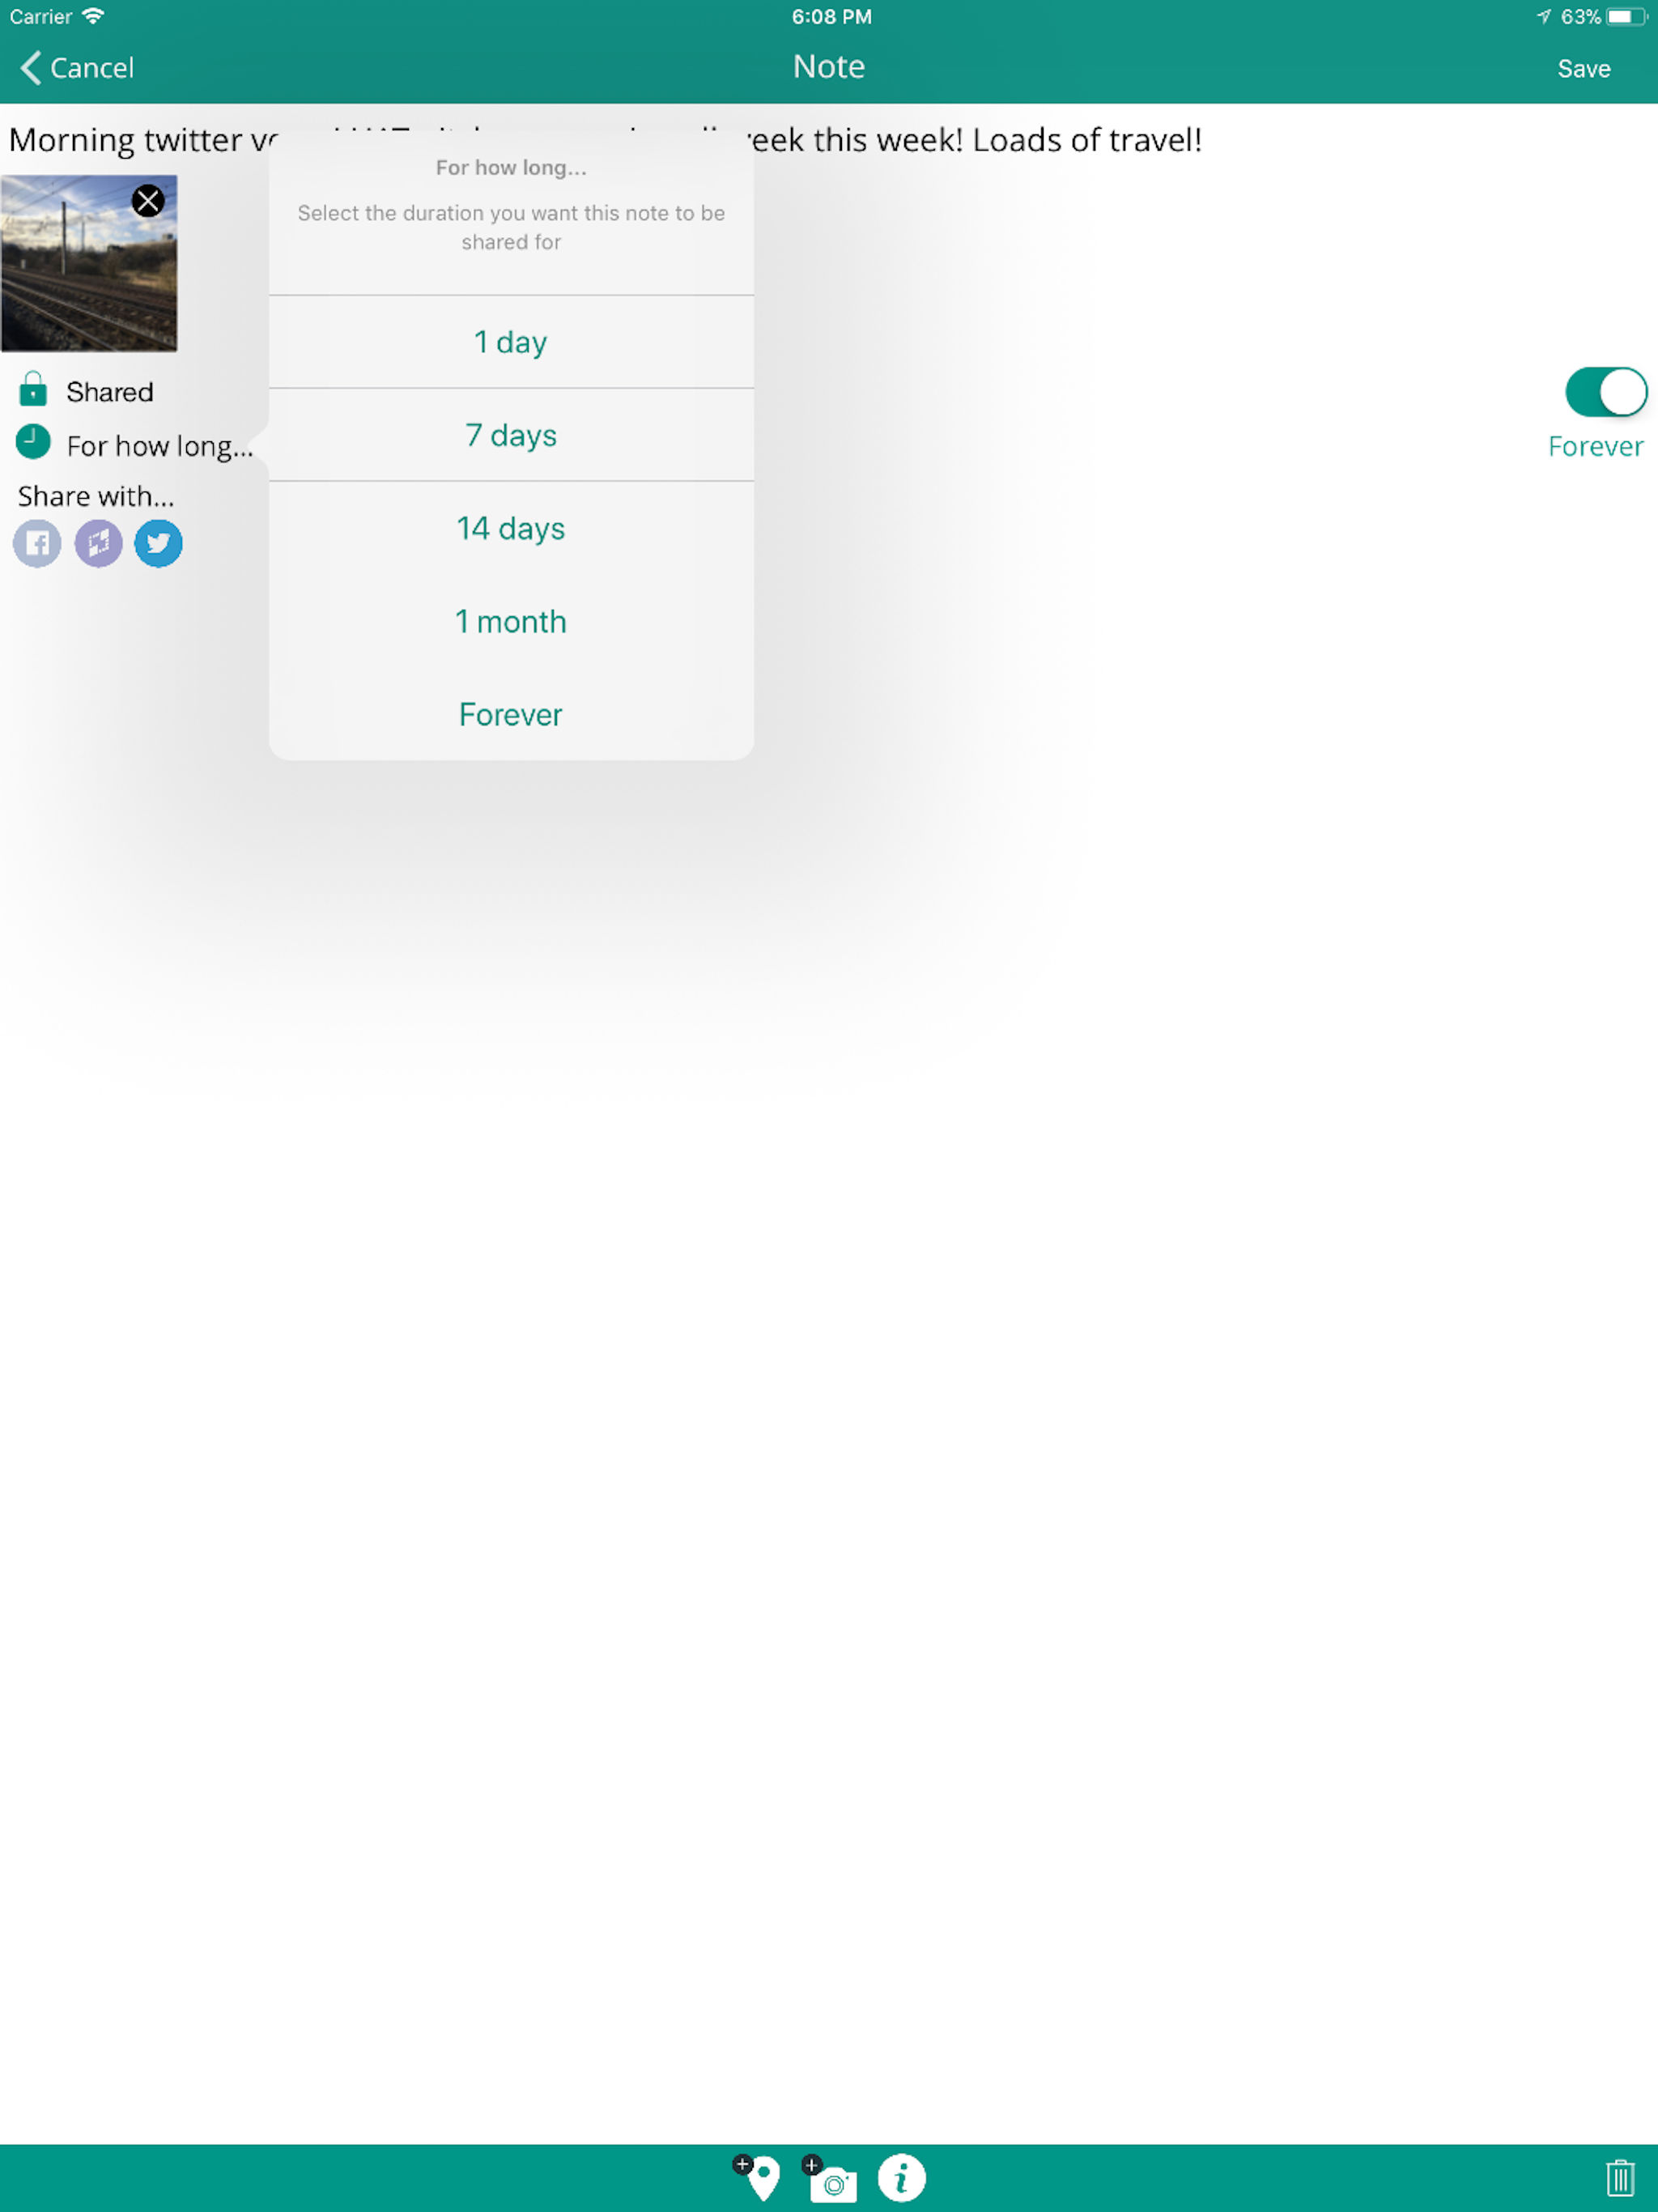 Carrier 6:08 PM 63%
Cancel Note Save
Morning twitter this week! Loads of travel!
For how long...
Select the duration you want this note to be
shared for
1 day
7 days
14 days
1 month
Forever
Shared
For how long... Forever
Share with...